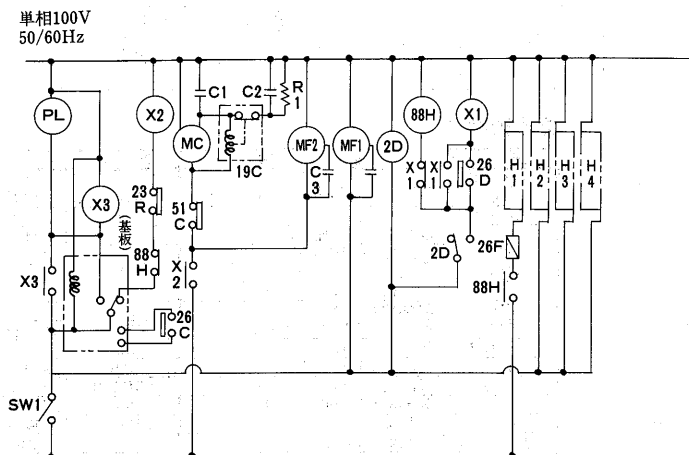 単相100V
50/60Hz
PL
X2
C1
C2
R
1
MC
19C
MF2
C
3
MF1
2D
88H
X1
X
1
X
1
26
D
H
1
H
2
H
3
H
4
X3
(基板)
23
R
51
C
88
H
X3
X
2
26
C
2D
26F
88H
SW1